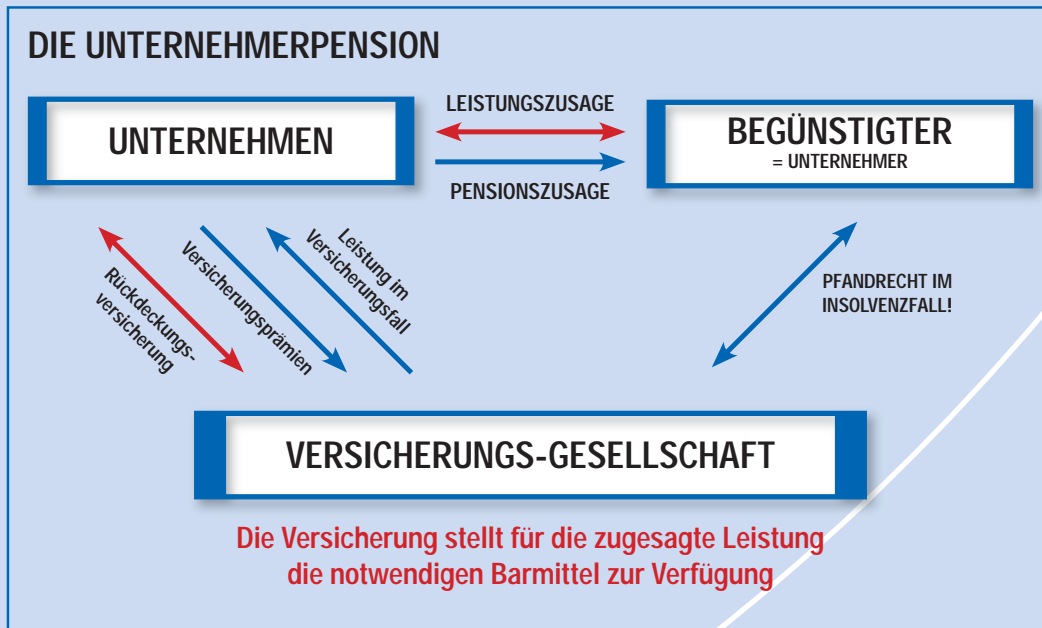 DIE UNTERNEHMERPENSION
UNTERNEHMEN
LEISTUNGSZUSAGE
PENSIONSZUSAGE
BEGÜNSTIGTER
= UNTERNEHMER
Rückdeckungs-
versicherung
Versicherungsprämien
Leistung im
Versicherungsfall
PFANDRECHT IM
INSOLVENZFALL!
VERSICHERUNGS-GESELLSCHAFT
Die Versicherung stellt für die zugesagte Leistung
die notwendigen Barmittel zur Verfügung